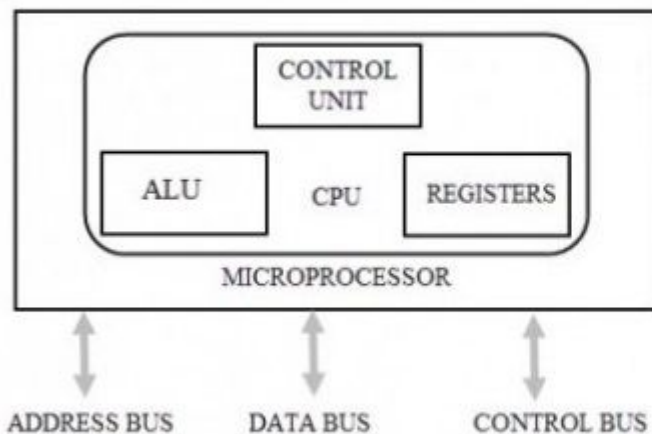 CONTROL
UNIT
ALU
CPU
REGISTERS
MICROPROCESSOR
ADDRESS BUS
DATA BUS
CONTROL BUS